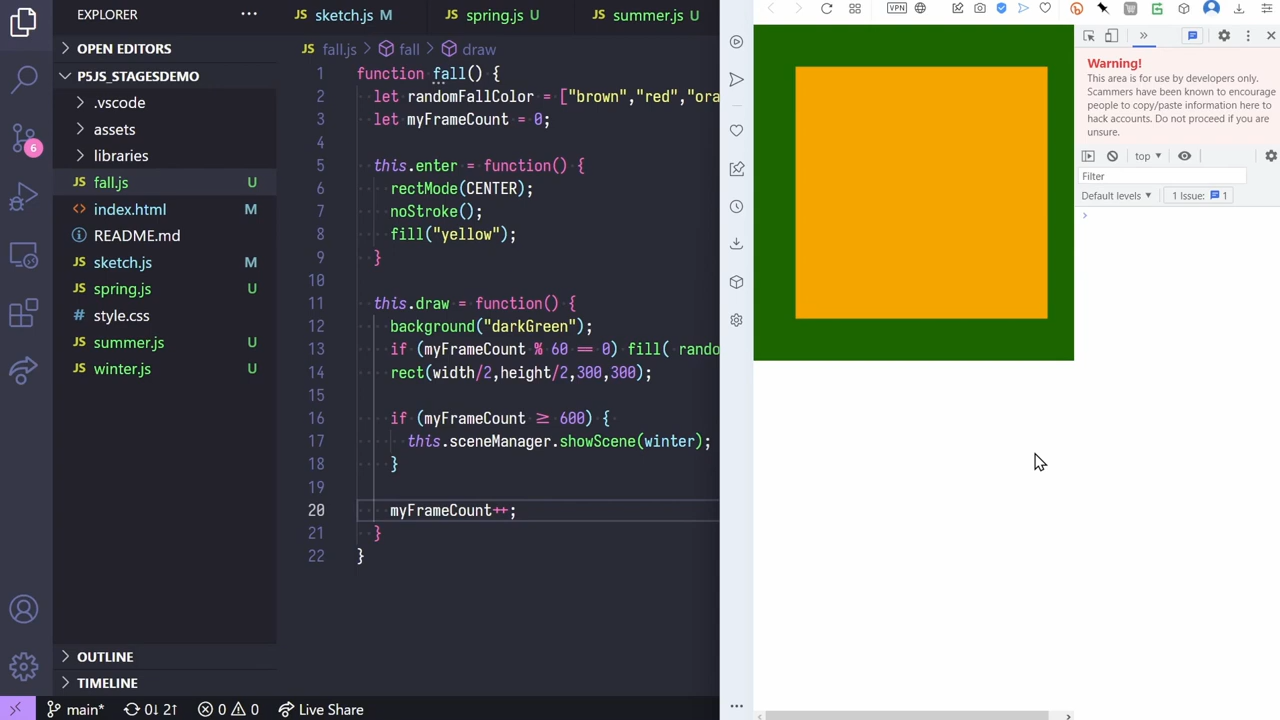 EXPLORER
OPEN EDITORS
P5JS_STAGESDEMO
.vscode
assets
libraries
JS fall.js U
<> index.html M
README.md
JS sketch.js M
JS spring.js U
# style.css
JS summer.js U
JS winter.js U
OUTLINE
TIMELINE
6
JS sketch.js M JS spring.js U JS summer.js U
JS fall.js > fall > draw
1 function fall() {
2 let randomFallColor = ["brown","red","ora
3 let myFrameCount = 0;
4
5 this.enter = function() {
6 rectMode(CENTER);
7 noStroke();
8 fill("yellow");
9 }
10
11 this.draw = function() {
12 background("darkGreen");
13 if (myFrameCount % 60 == 0) fill( rando
14 rect(width/2,height/2,300,300);
15
16 if (myFrameCount ≥ 600) {
17 this.sceneManager.showScene(winter);
18 }
19
20 myFrameCount++;
21 }
22 }
main* 0↓ 2↑ 0 0 Live Share
VPN
Warning!
This area is for use by developers only.
Scammers have been known to encourage
people to copy/paste information here to
hack accounts. Do not proceed if you are
unsure.
top
Filter
Default levels 1 Issue: 1